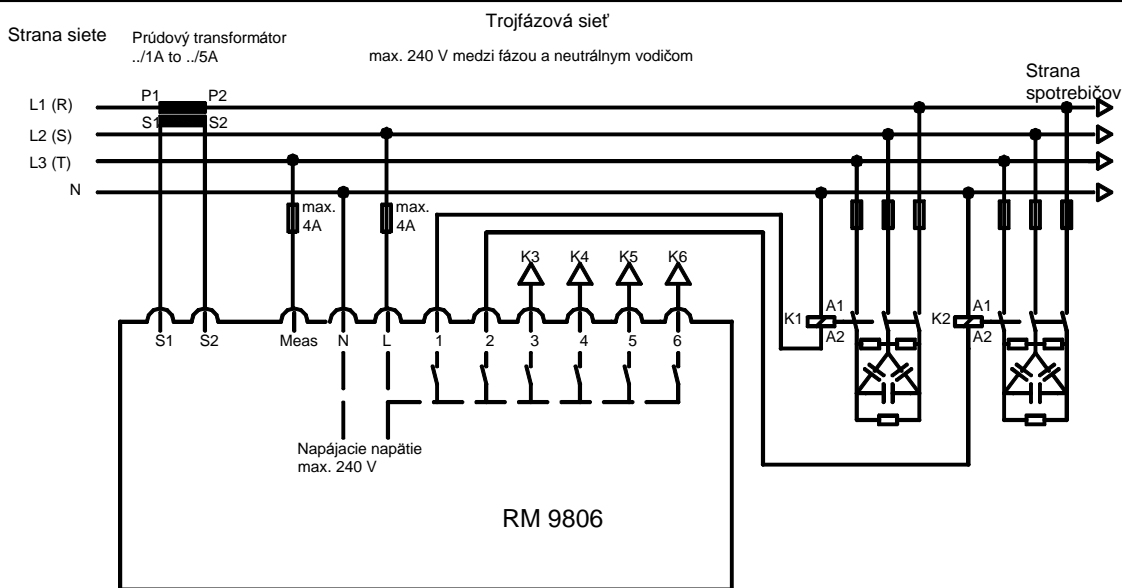 Trojfázová sieť
Strana siete
Prúdový transformátor
../1A to ../5A
max. 240 V medzi fázou a neutrálnym vodičom
Strana
spotrebičov
L1 (R)
P1
P2
S1
S2
L2 (S)
L3 (T)
N
max.
4A
max.
4A
K3
K4
K5
K6
K1
A1
A2
K2
A1
A2
S1
S2
Meas
N
L
1
2
3
4
5
6
Napájacie napätie
max. 240 V
RM 9806